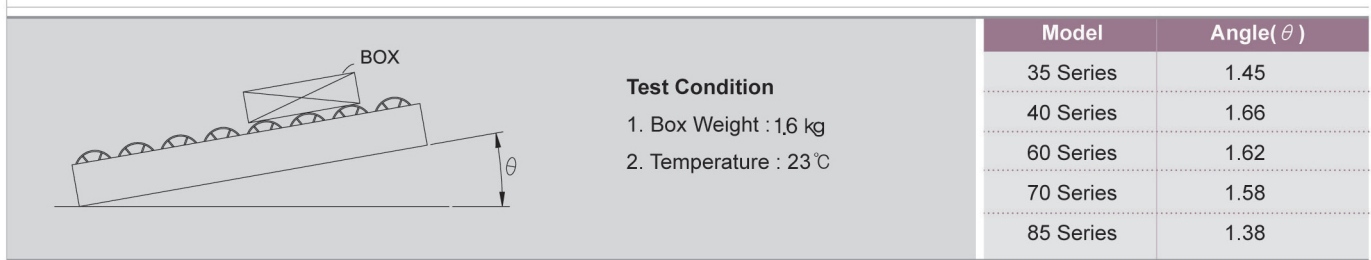 BOX
θ
Test Condition
1. Box Weight : 1.6 kg
2. Temperature : 23℃
Model Angle( θ )
35 Series 1.45
40 Series 1.66
60 Series 1.62
70 Series 1.58
85 Series 1.38